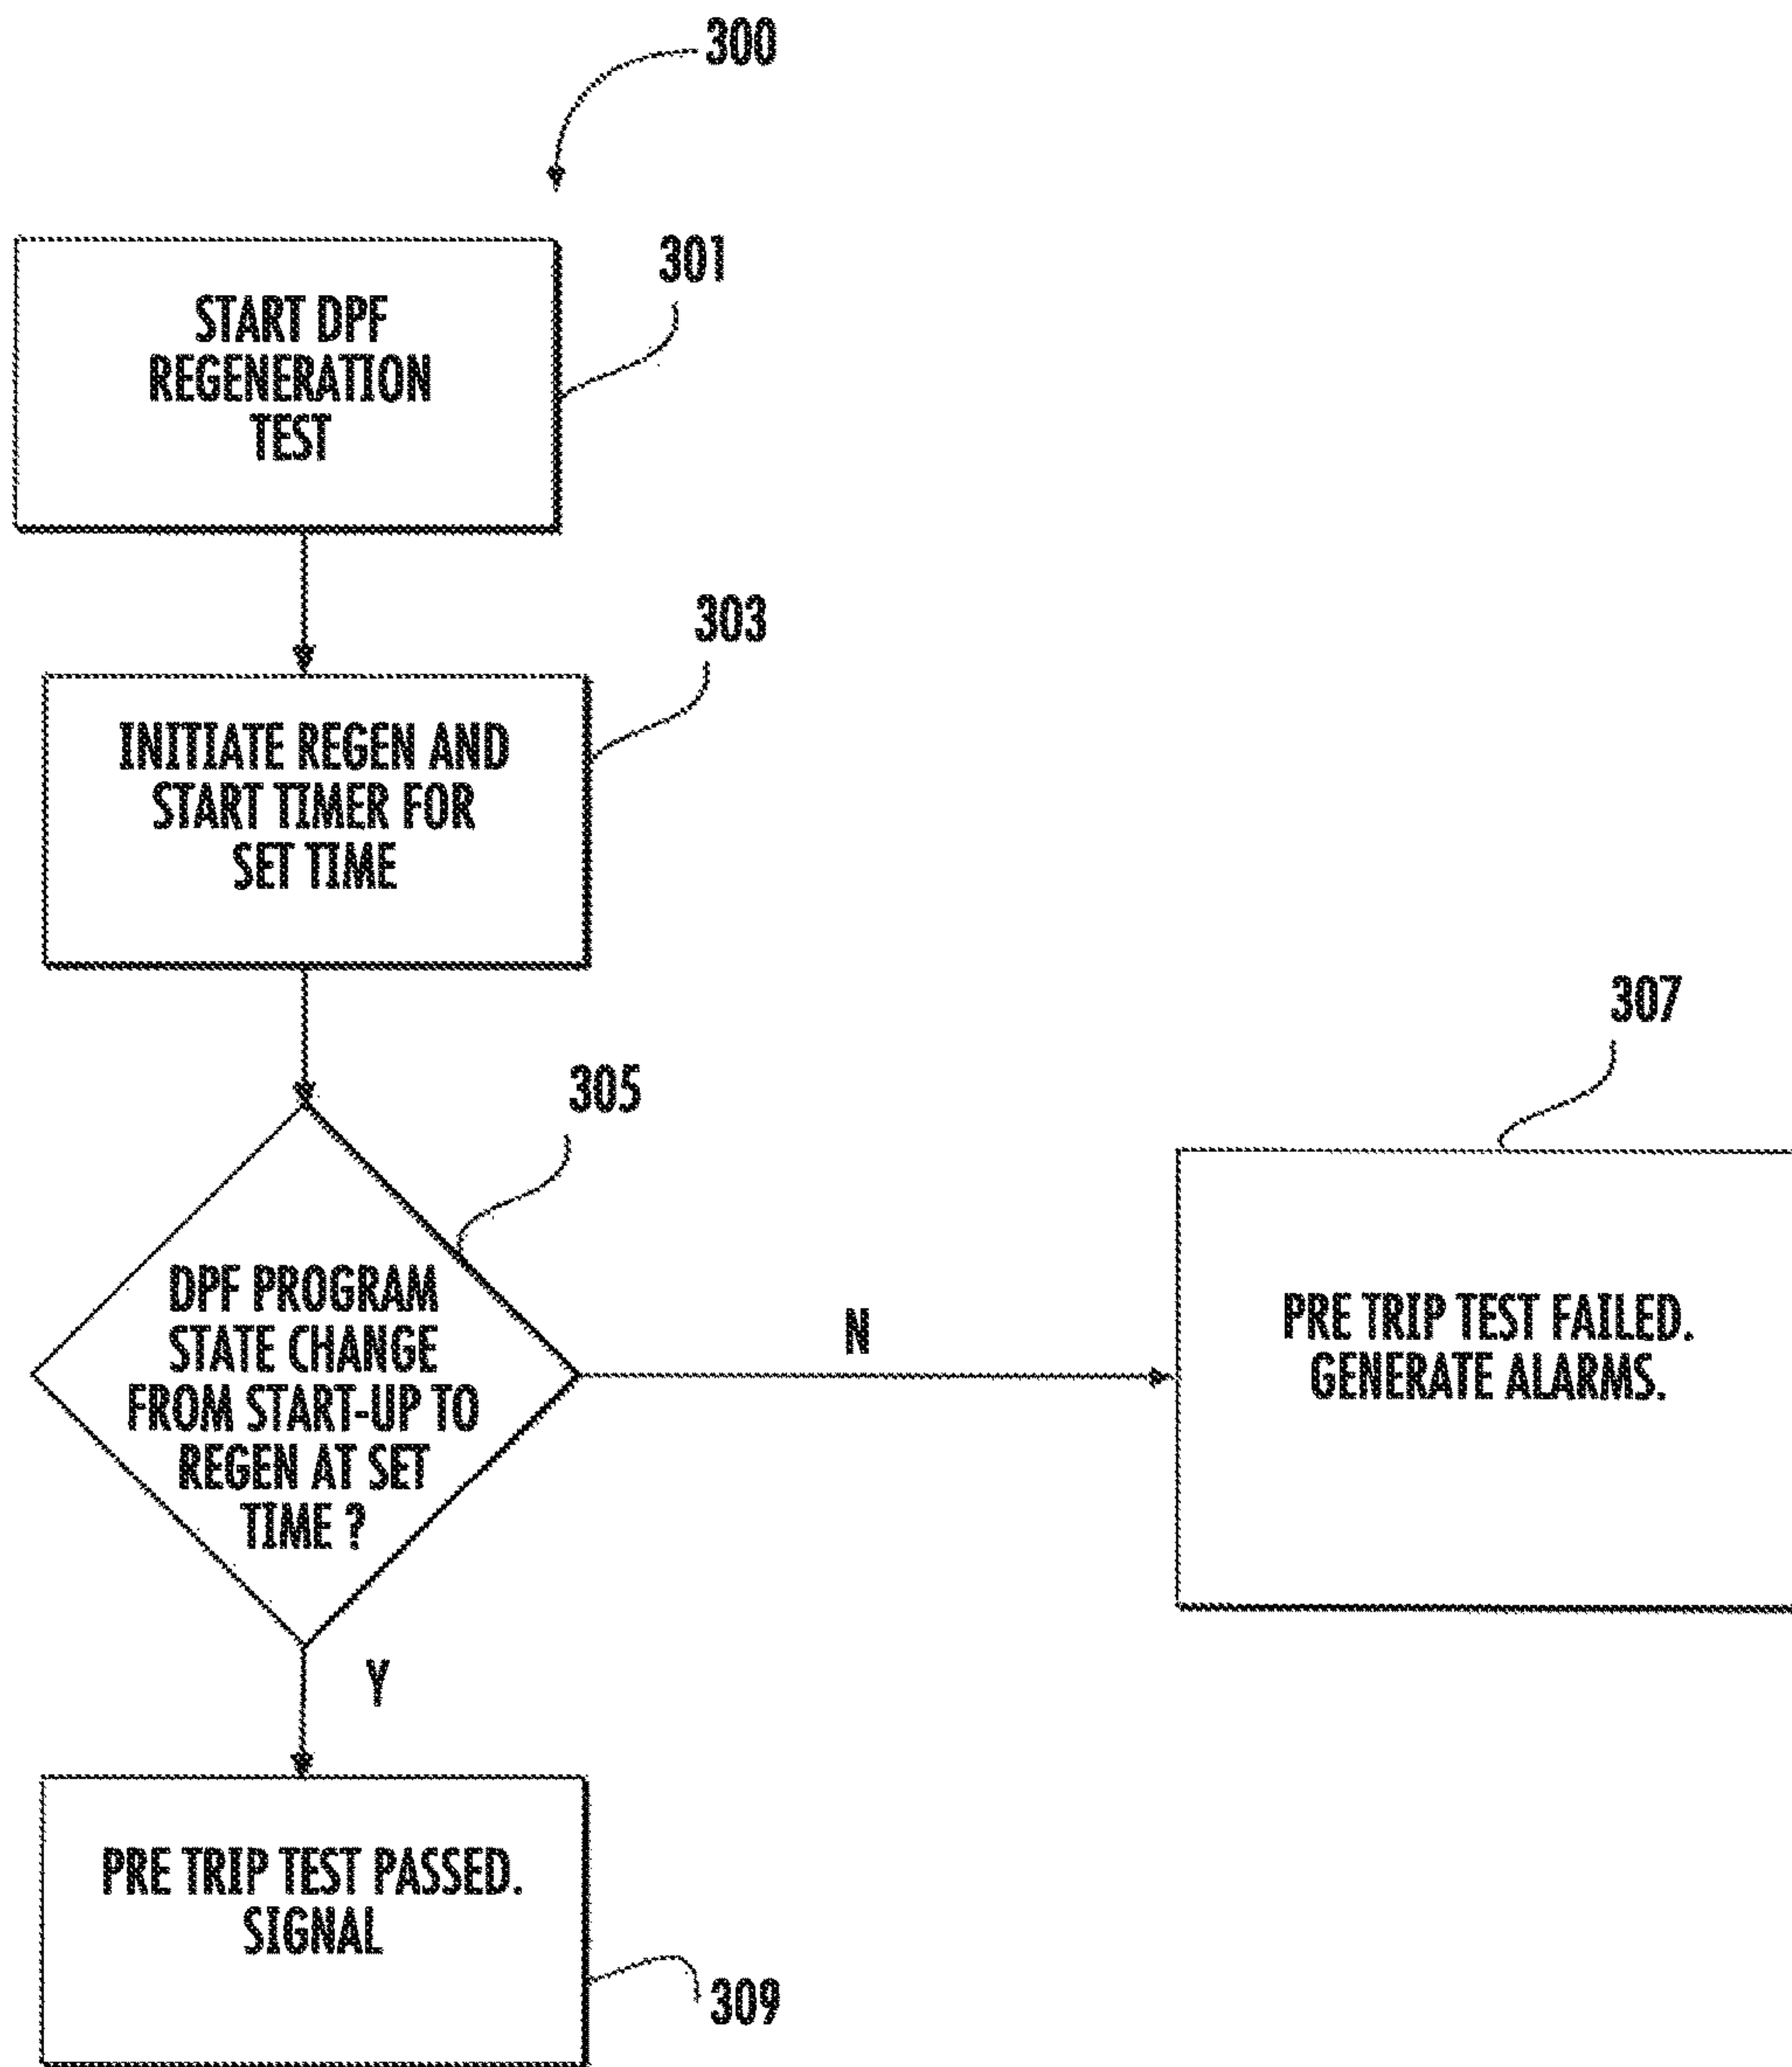 300
301
START DPF
REGENERATION
TEST
303
INITIATE REGEN AND
START TIMER FOR
SET TIME
305
DPF PROGRAM
STATE CHANGE
FROM START-UP TO
REGEN AT SET
TIME ?
N
307
PRE TRIP TEST FAILED.
GENERATE ALARMS.
Y
PRE TRIP TEST PASSED.
SIGNAL
309